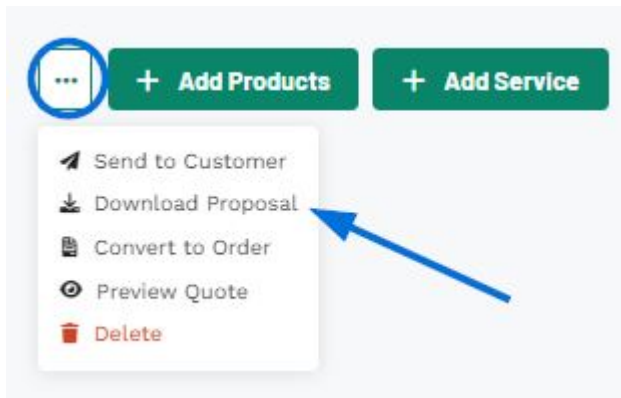 + Add Products + Add Service
Send to Customer
Download Proposal
Convert to Order
Preview Quote
Delete